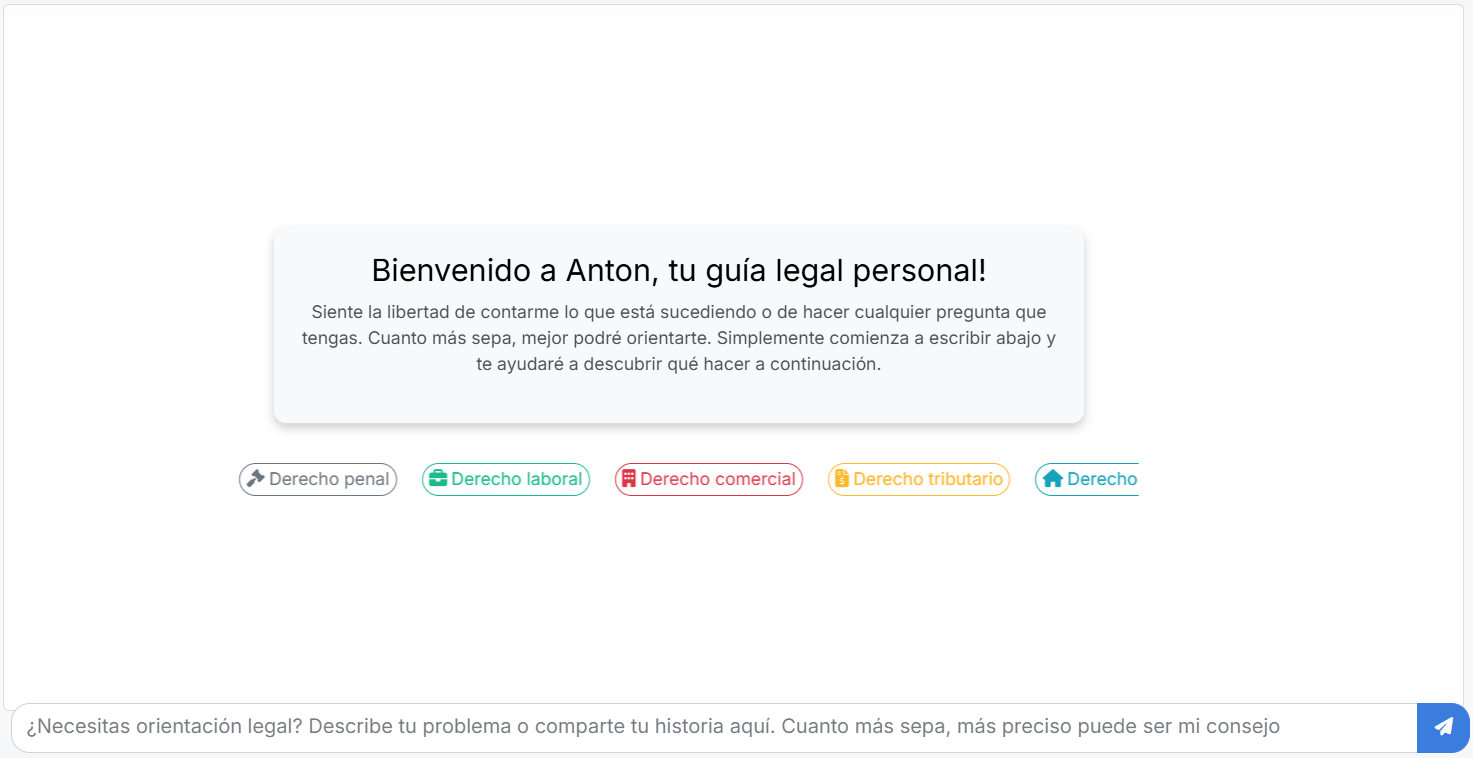 Bienvenido a Anton, tu guía legal personal!
Siente la libertad de contarme lo que está sucediendo o de hacer cualquier pregunta que
tengas. Cuanto más sepa, mejor podré orientarte. Simplemente comienza a escribir abajo y
te ayudaré a descubrir qué hacer a continuación.
Derecho penal
Derecho laboral
Derecho comercial
Derecho tributario
Derecho
¿Necesitas orientación legal? Describe tu problema o comparte tu historia aquí. Cuanto más sepa, más preciso puede ser mi consejo